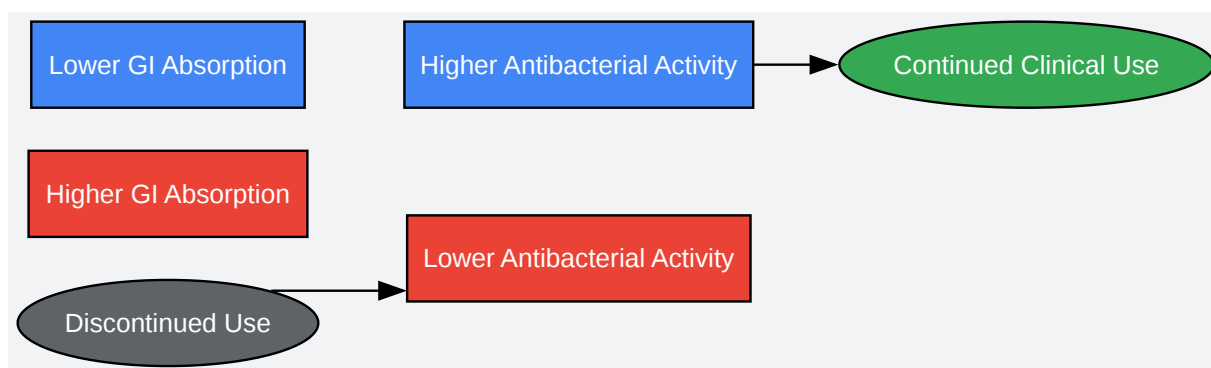 Lower GI Absorption
Higher Antibacterial Activity
Continued Clinical Use
Higher GI Absorption
Lower Antibacterial Activity
Discontinued Use